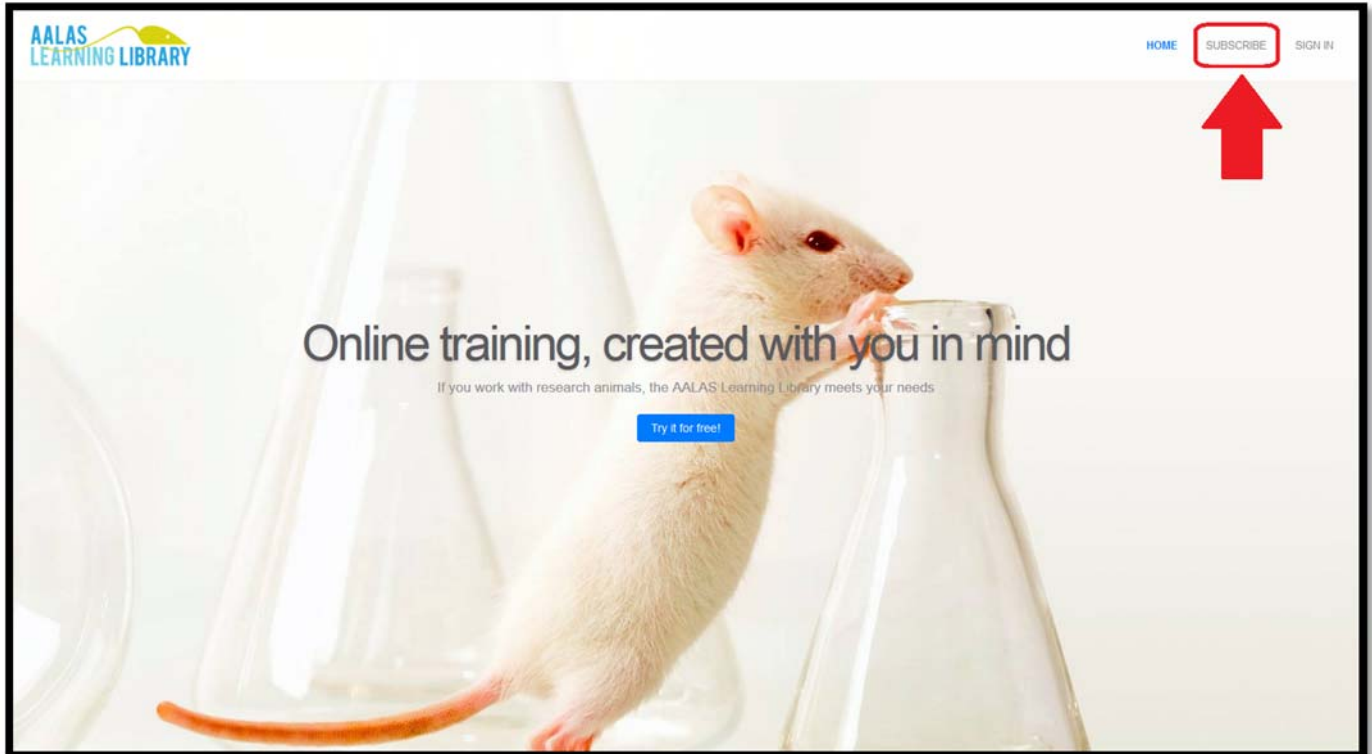 AALAS
LEARNING LIBRARY
HOME SUBSCRIBE SIGN IN
Online training, created with you in mind
If you work with research animals, the AALAS Learning Library meets your needs
Try it for free!